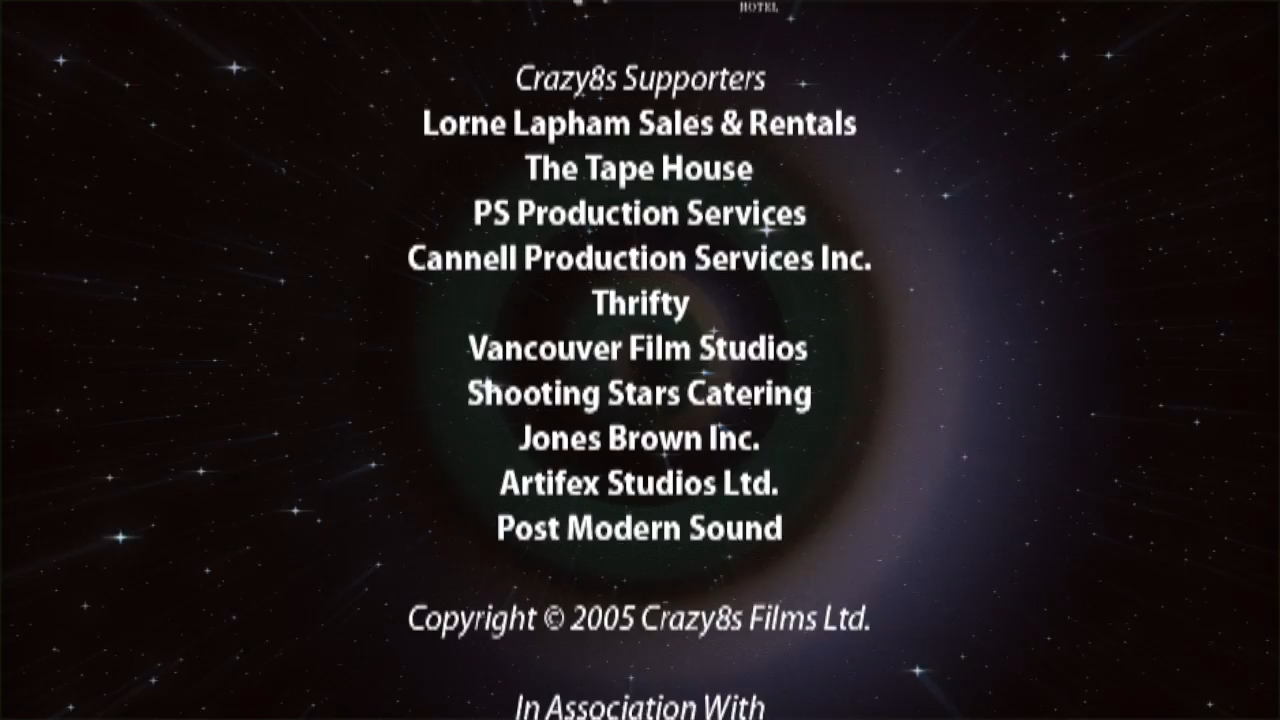 HOTEL
Crazy8s Supporters
Lorne Lapham Sales & Rentals
The Tape House
PS Production Services
Cannell Production Services Inc.
Thrifty
Vancouver Film Studios
Shooting Stars Catering
Jones Brown Inc.
Artifex Studios Ltd.
Post Modern Sound
Copyright © 2005 Crazy8s Films Ltd.
In Association With